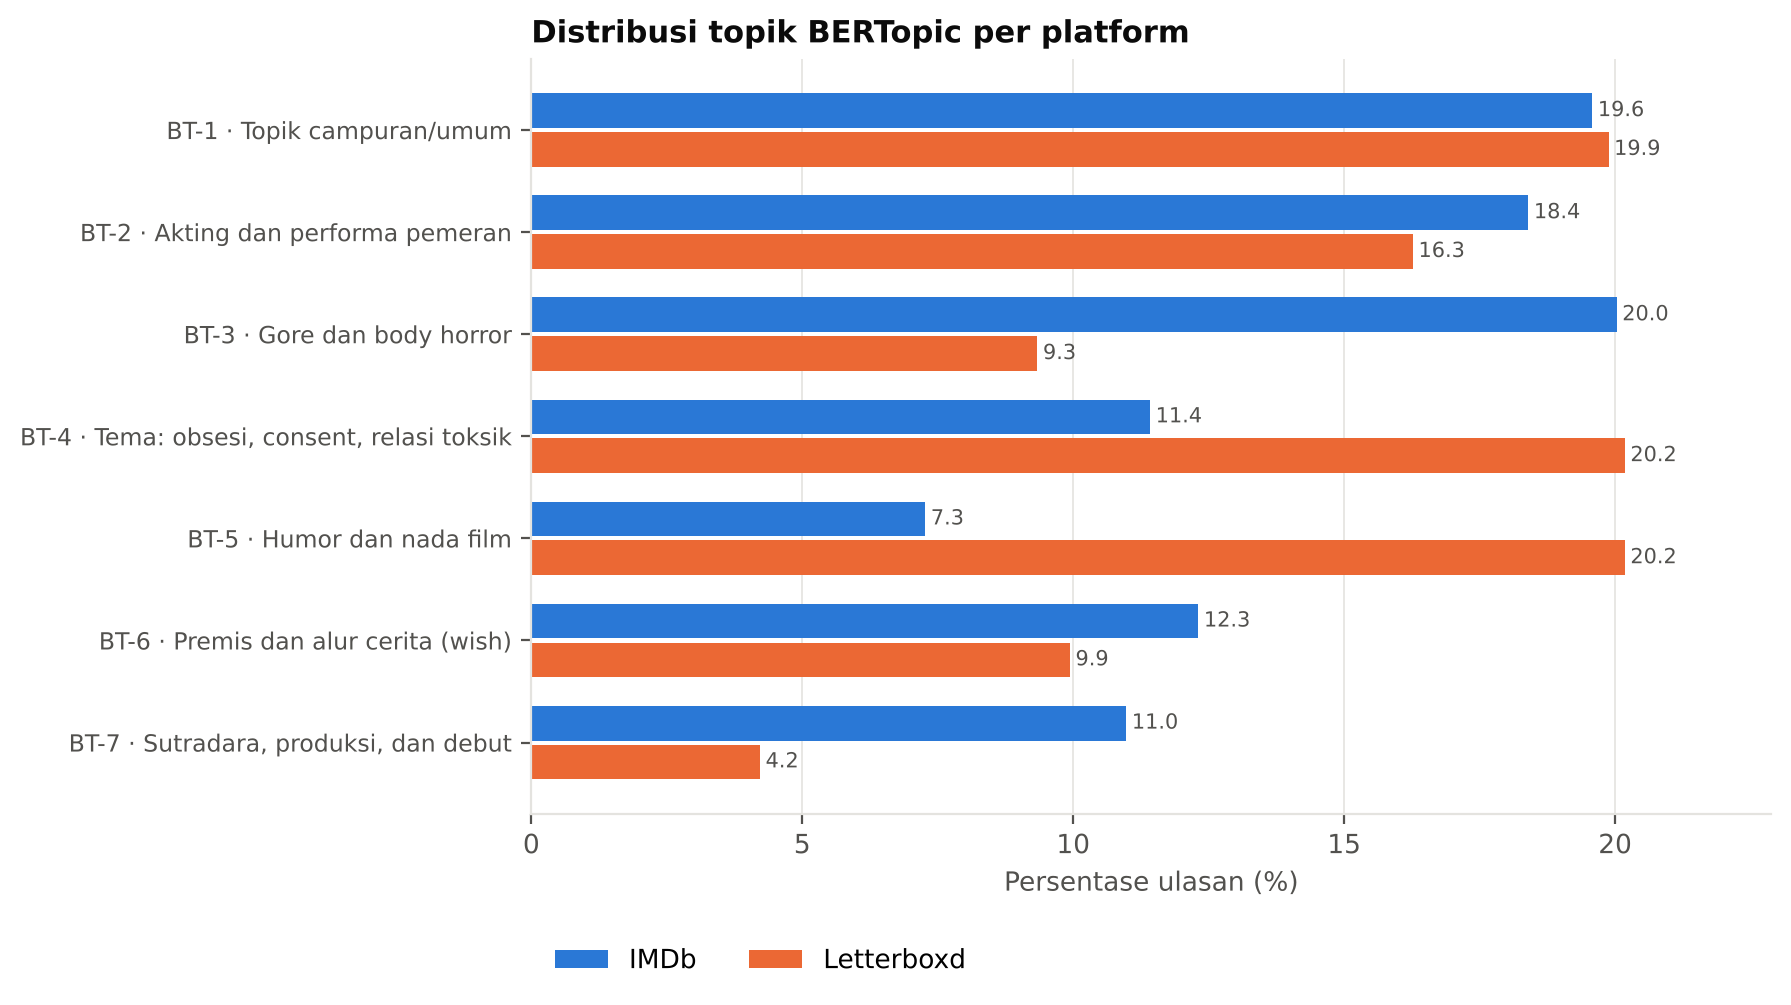 Distribusi topik BERTopic per platform
BT-1 · Topik campuran/umum
19.6
19.9
BT-2 · Akting dan performa pemeran
18.4
16.3
BT-3 · Gore dan body horror
20.0
9.3
BT-4 · Tema: obsesi, consent, relasi toksik
11.4
20.2
BT-5 · Humor dan nada film
7.3
20.2
BT-6 · Premis dan alur cerita (wish)
12.3
9.9
BT-7 · Sutradara, produksi, dan debut
11.0
4.2
0 5 10 15 20
Persentase ulasan (%)
IMDb Letterboxd